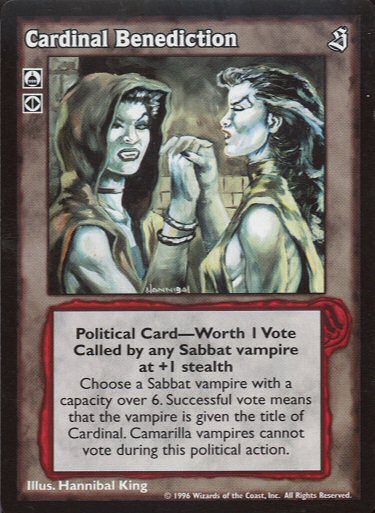 Cardinal Benediction
HANNIBAL
Political Card—Worth 1 Vote
Called by any Sabbat vampire
at +1 stealth
Choose a Sabbat vampire with a
capacity over 6. Successful vote means
that the vampire is given the title of
Cardinal. Camarilla vampires cannot
vote during this political action.
Illus. Hannibal King
© 1996 Wizards of the Coast, Inc. All Rights Reserved.